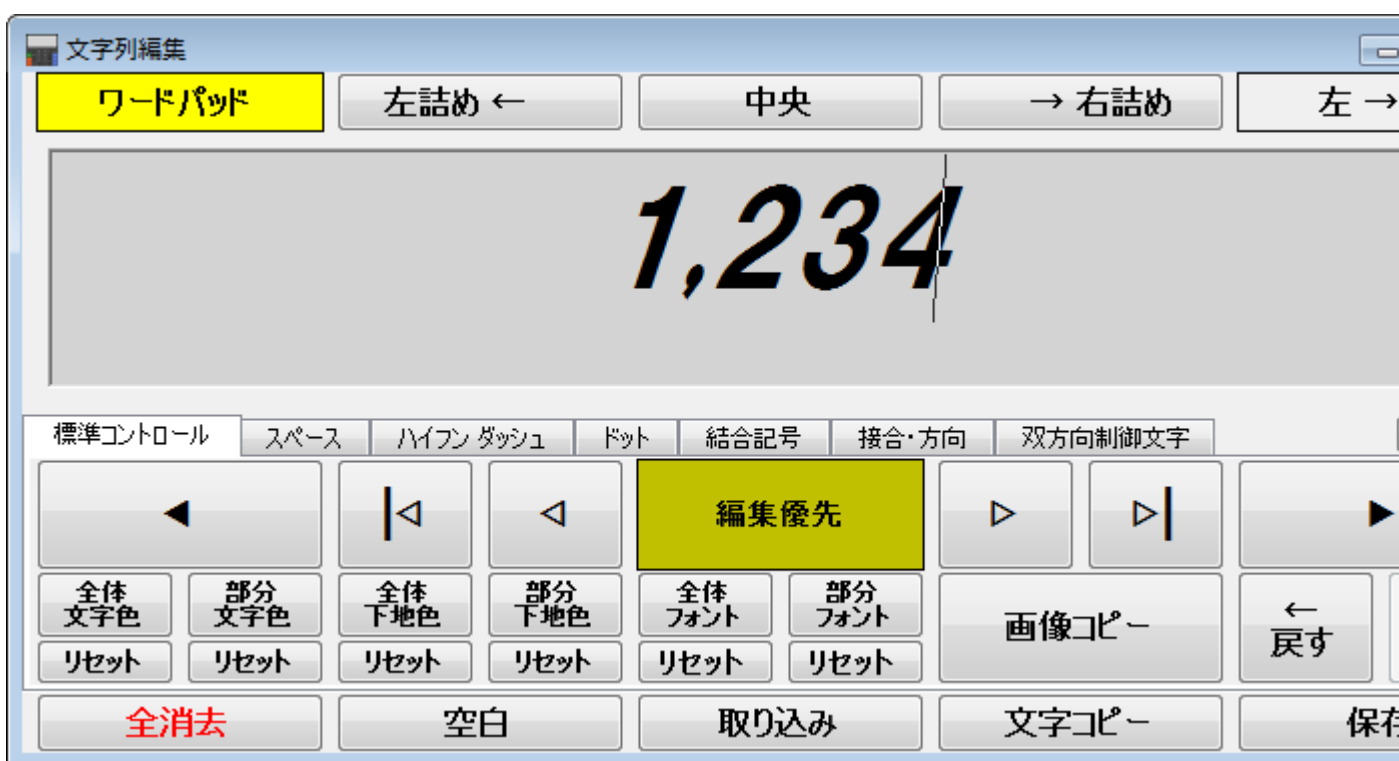 文字列編集
ワードパッド 左詰め ← 中央 → 右詰め 左 →
1,234
標準コントロール スペース ハイフン ダッシュ ドット 結合記号 接合・方向 双方向制御文字
◀ |◁ ◁ 編集優先 ▷ ▷| ▶
全体 部分 全体 部分 全体 部分
文字色 文字色 下地色 下地色 フォント フォント 画像コピー ← 戻す
リセット リセット リセット リセット リセット リセット
全消去 空白 取り込み 文字コピー 保存